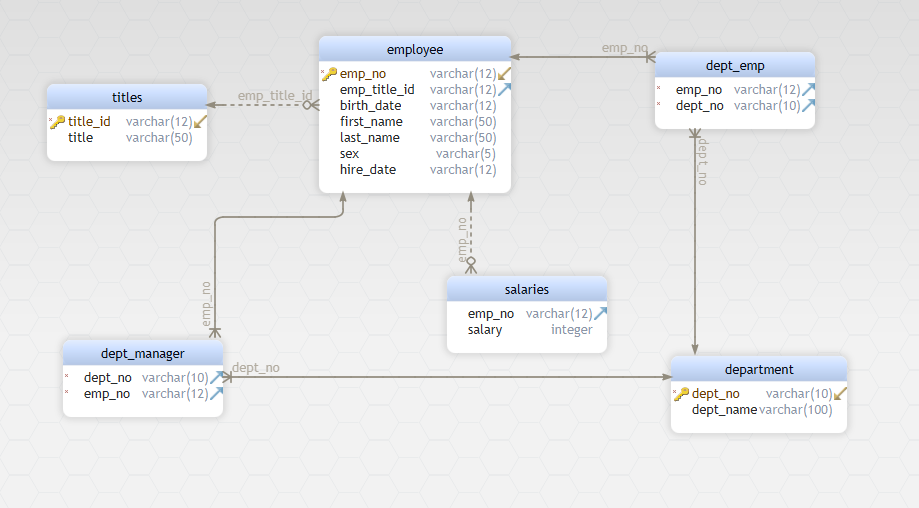 employee
emp_no varchar(12)
emp_title_id varchar(12)
birth_date varchar(12)
first_name varchar(50)
last_name varchar(50)
sex varchar(5)
hire_date varchar(12)
emp_no
dept_emp
emp_no varchar(12)
dept_no varchar(10)
titles
title_id varchar(12)
title varchar(50)
emp_title_id
dept_no
emp_no
emp_no
salaries
emp_no varchar(12)
salary integer
dept_manager
dept_no varchar(10)
emp_no varchar(12)
dept_no
department
dept_no varchar(10)
dept_name varchar(100)